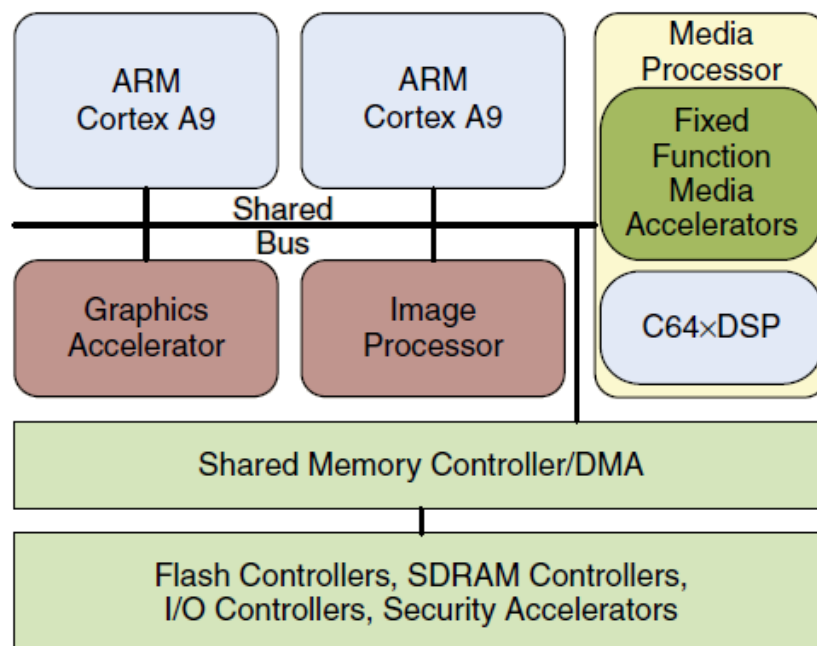 ARM
Cortex A9
ARM
Cortex A9
Media
Processor
Fixed
Function
Media
Accelerators
Shared
Bus
Graphics
Accelerator
Image
Processor
C64×DSP
Shared Memory Controller/DMA
Flash Controllers, SDRAM Controllers,
I/O Controllers, Security Accelerators